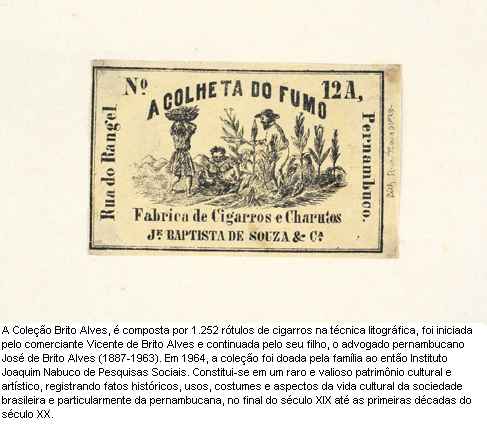 Nº 12A,
A COLHETA DO FUMO
Rua do Rangel
Pernambuco.
Fabrica de Cigarros e Charutos
Jᴱ BAPTISTA DE SOUZA & Cª
A Coleção Brito Alves, é composta por 1.252 rótulos de cigarros na técnica litográfica, foi iniciada
pelo comerciante Vicente de Brito Alves e continuada pelo seu filho, o advogado pernambucano
José de Brito Alves (1887-1963). Em 1964, a coleção foi doada pela família ao então Instituto
Joaquim Nabuco de Pesquisas Sociais. Constitui-se em um raro e valioso patrimônio cultural e
artístico, registrando fatos históricos, usos, costumes e aspectos da vida cultural da sociedade
brasileira e particularmente da pernambucana, no final do século XIX até as primeiras décadas do
século XX.